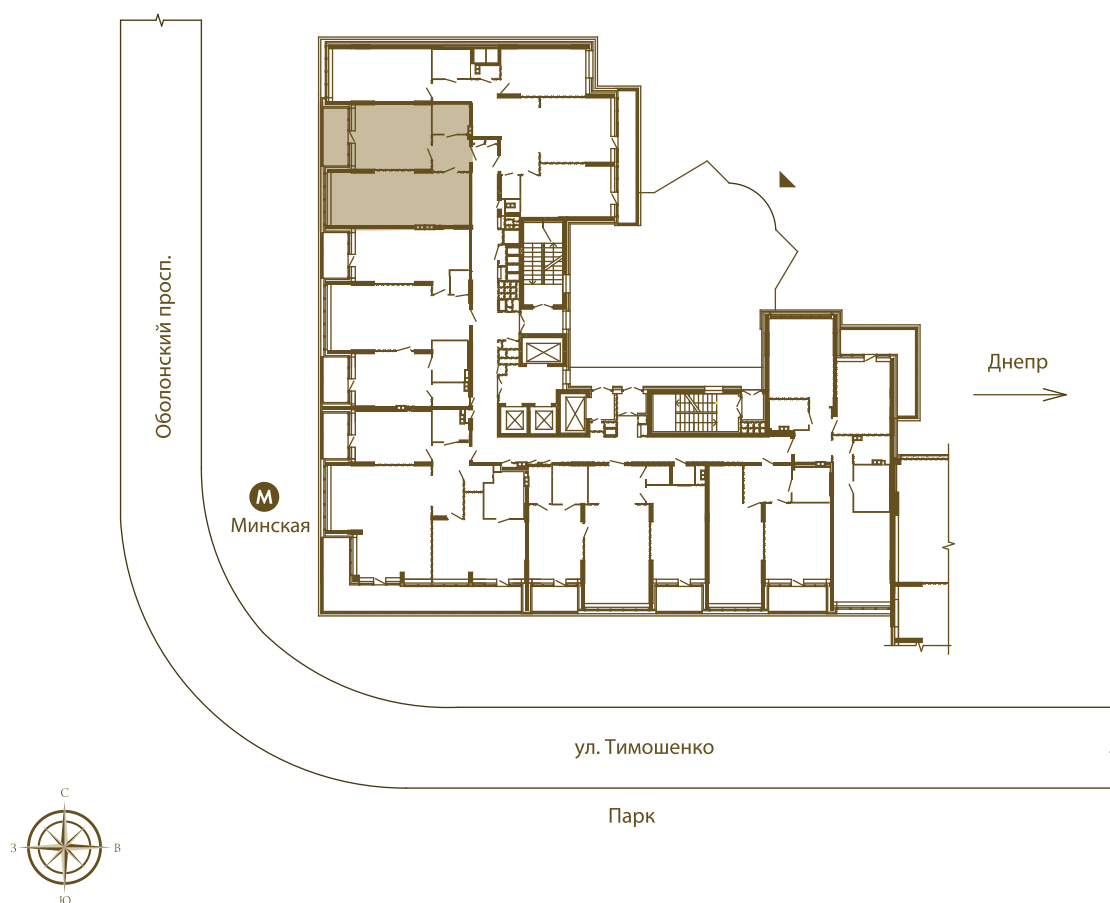 Оболонский просп.
Днепр
М
Минская
ул. Тимошенко
Парк
С
З
В
Ю